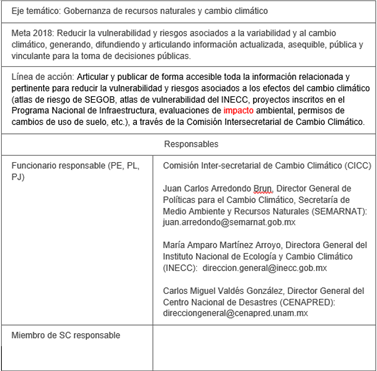 Eje temático: Gobernanza de recursos naturales y cambio climático
Meta 2018: Reducir la vulnerabilidad y riesgos asociados a la variabilidad y al cambio
climático, generando, difundiendo y articulando información actualizada, asequible, pública y
vinculante para la toma de decisiones públicas.
Línea de acción: Articular y publicar de forma accesible toda la información relacionada y
pertinente para reducir la vulnerabilidad y riesgos asociados a los efectos del cambio climático
(atlas de riesgo de SEGOB, atlas de vulnerabilidad del INECC, proyectos inscritos en el
Programa Nacional de Infraestructura, evaluaciones de impacto ambiental, permisos de
cambios de uso de suelo, etc.), a través de la Comisión Intersecretarial de Cambio Climático.
Responsables
Funcionario responsable (PE, PL,
PJ)
Comisión Inter-secretarial de Cambio Climático (CICC)
Juan Carlos Arredondo Brun, Director General de
Políticas para el Cambio Climático, Secretaría de
Medio Ambiente y Recursos Naturales (SEMARNAT):
juan.arredondo@semarnat.gob.mx
María Amparo Martínez Arroyo, Directora General del
Instituto Nacional de Ecología y Cambio Climático
(INECC): direccion.general@inecc.gob.mx
Carlos Miguel Valdés González, Director General del
Centro Nacional de Desastres (CENAPRED):
direcciongeneral@cenapred.unam.mx
Miembro de SC responsable